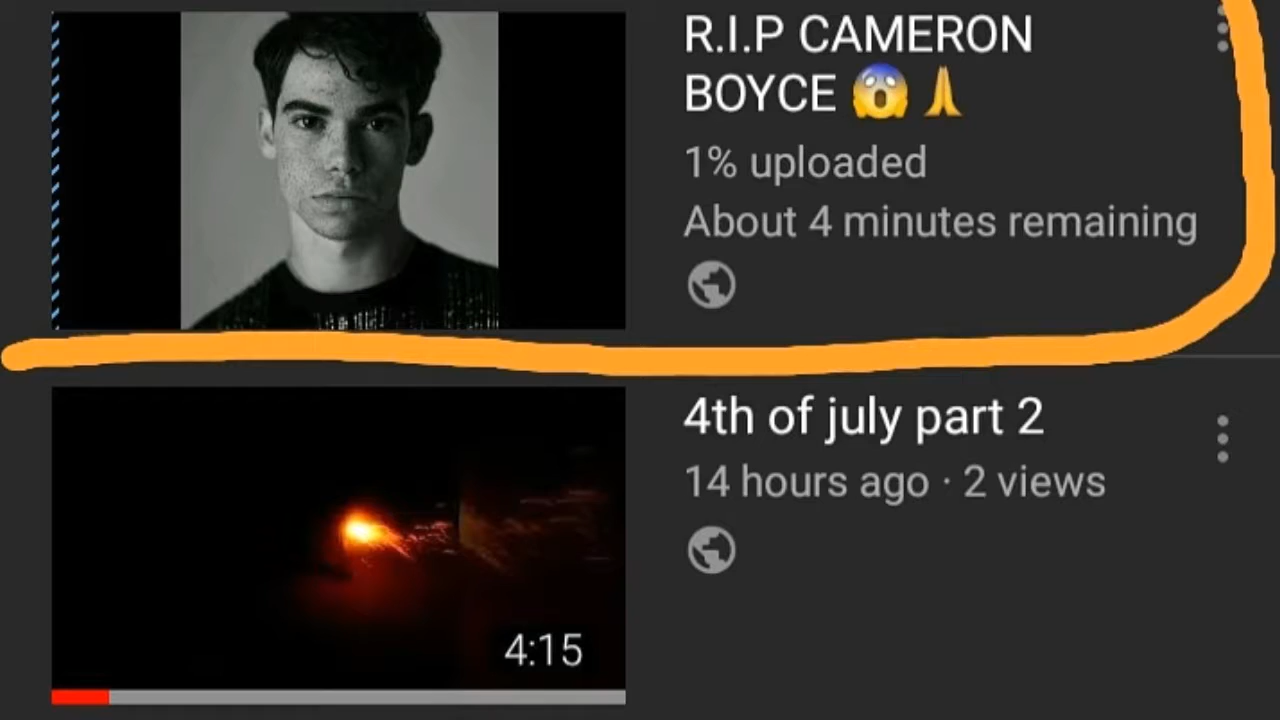 R.I.P CAMERON
BOYCE 😱🙏
1% uploaded
About 4 minutes remaining
4th of july part 2
14 hours ago · 2 views
4:15